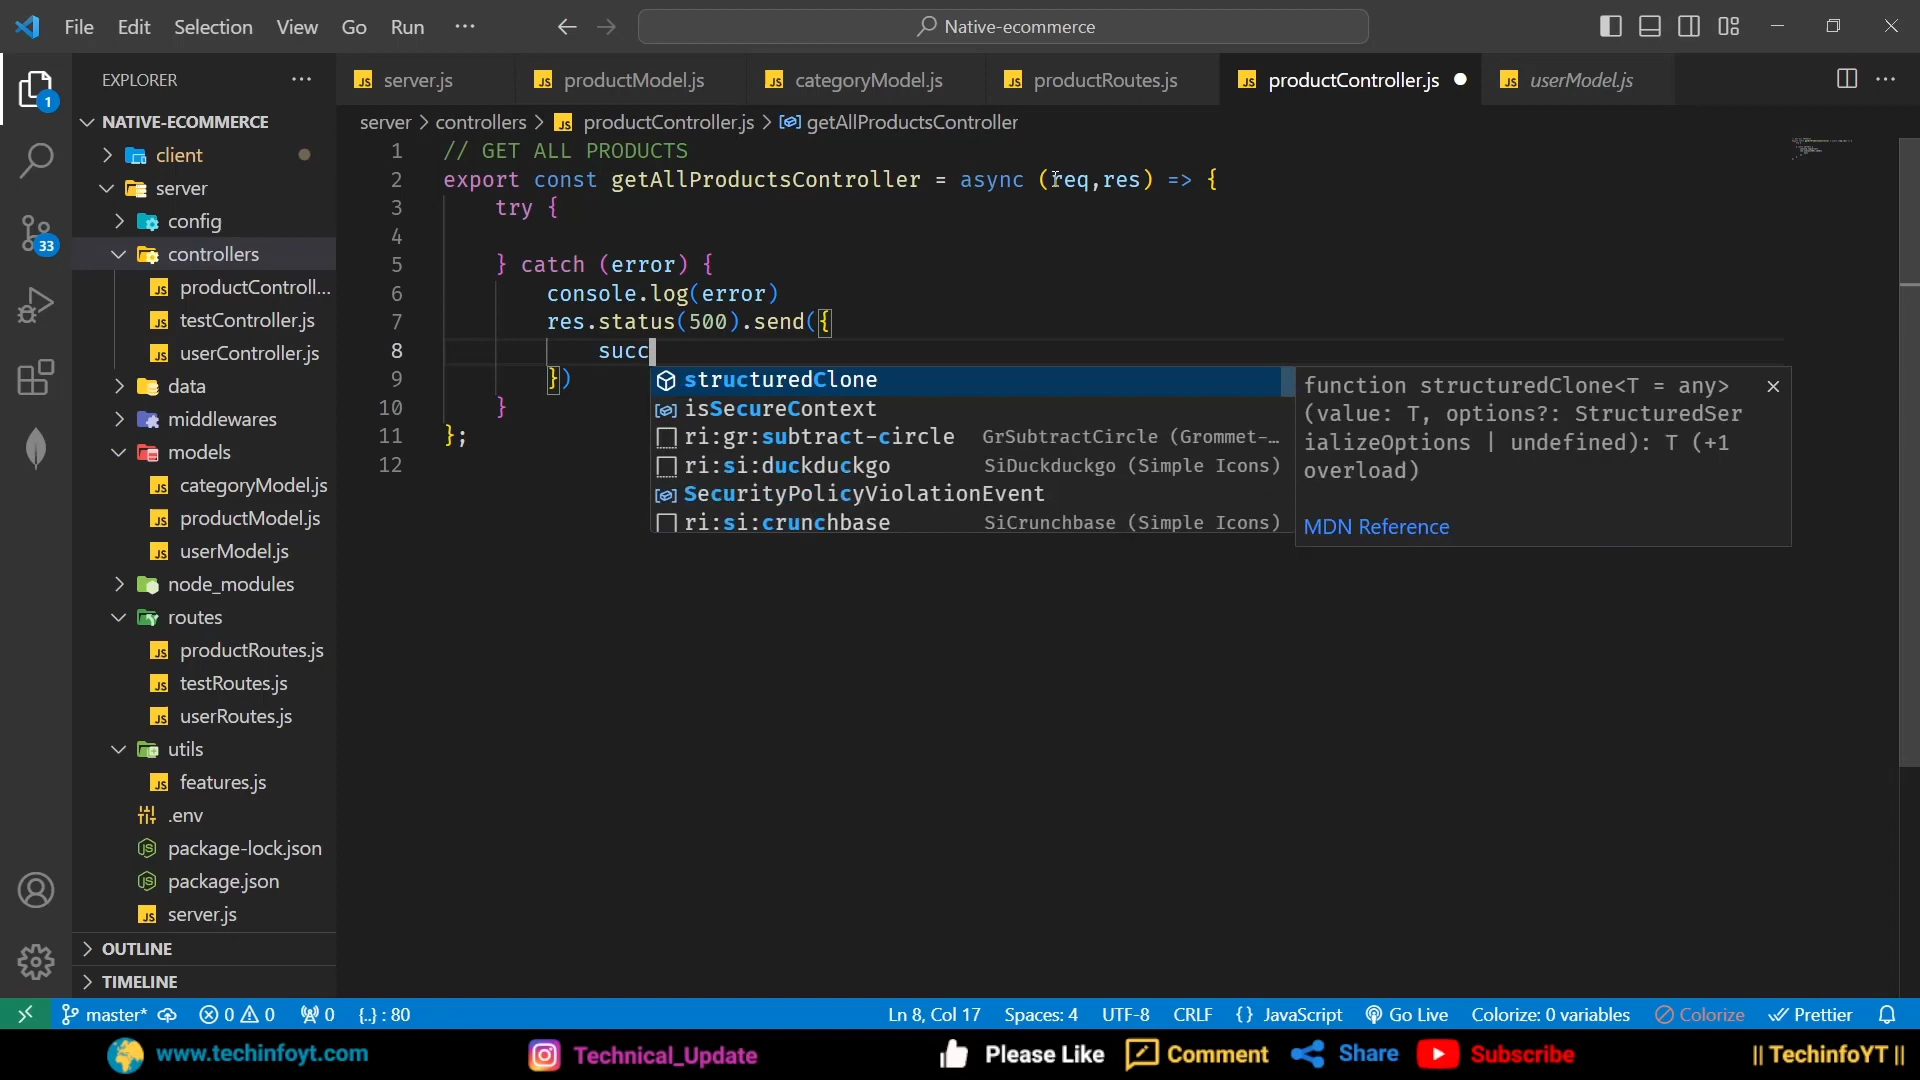 File Edit Selection View Go Run ··· Native-ecommerce
EXPLORER ···
1
33
NATIVE-ECOMMERCE
client
server
config
controllers
productControll...
testController.js
userController.js
data
middlewares
models
categoryModel.js
productModel.js
userModel.js
node_modules
routes
productRoutes.js
testRoutes.js
userRoutes.js
utils
features.js
.env
package-lock.json
package.json
server.js
OUTLINE
TIMELINE
server.js productModel.js categoryModel.js productRoutes.js productController.js userModel.js
server > controllers > productController.js > getAllProductsController
1 // GET ALL PRODUCTS
2 export const getAllProductsController = async (req,res) => {
3 try {
4
5 } catch (error) {
6 console.log(error)
7 res.status(500).send({
8 succ
9 })
10 }
11 };
12
structuredClone
isSecureContext
ri:gr:subtract-circle GrSubtractCircle (Grommet-…
ri:si:duckduckgo SiDuckduckgo (Simple Icons)
SecurityPolicyViolationEvent
ri:si:crunchbase SiCrunchbase (Simple Icons)
function structuredClone<T = any>
(value: T, options?: StructuredSer
ializeOptions | undefined): T (+1
overload)
MDN Reference
master* 0 0 0 {..} : 80 Ln 8, Col 17 Spaces: 4 UTF-8 CRLF {} JavaScript Go Live Colorize: 0 variables Colorize Prettier
www.techinfoyt.com Technical_Update Please Like Comment Share Subscribe || TechinfoYT ||